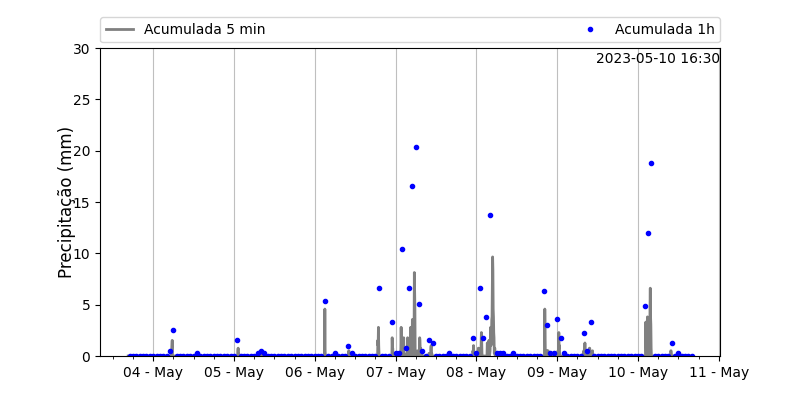 Acumulada 5 min
Acumulada 1h
2023-05-10 16:30
Precipitação (mm)
30
25
20
15
10
5
0
04 - May
05 - May
06 - May
07 - May
08 - May
09 - May
10 - May
11 - May